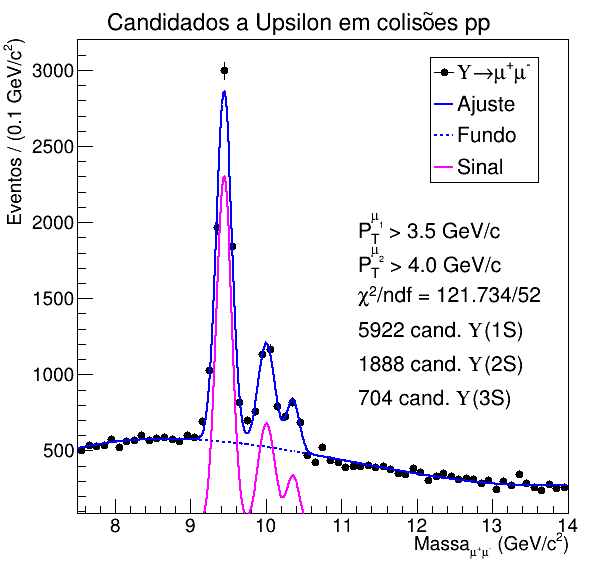 Candidados a Upsilon em colisões pp
Eventos / (0.1 GeV/c²)
3000
2500
2000
1500
1000
500
ϒ→μ⁺μ⁻
Ajuste
Fundo
Sinal
P_T^μ₁ > 3.5 GeV/c
P_T^μ₂ > 4.0 GeV/c
χ²/ndf = 121.734/52
5922 cand. ϒ(1S)
1888 cand. ϒ(2S)
704 cand. ϒ(3S)
8 9 10 11 12 13 14
Massa_μ⁺μ⁻ (GeV/c²)